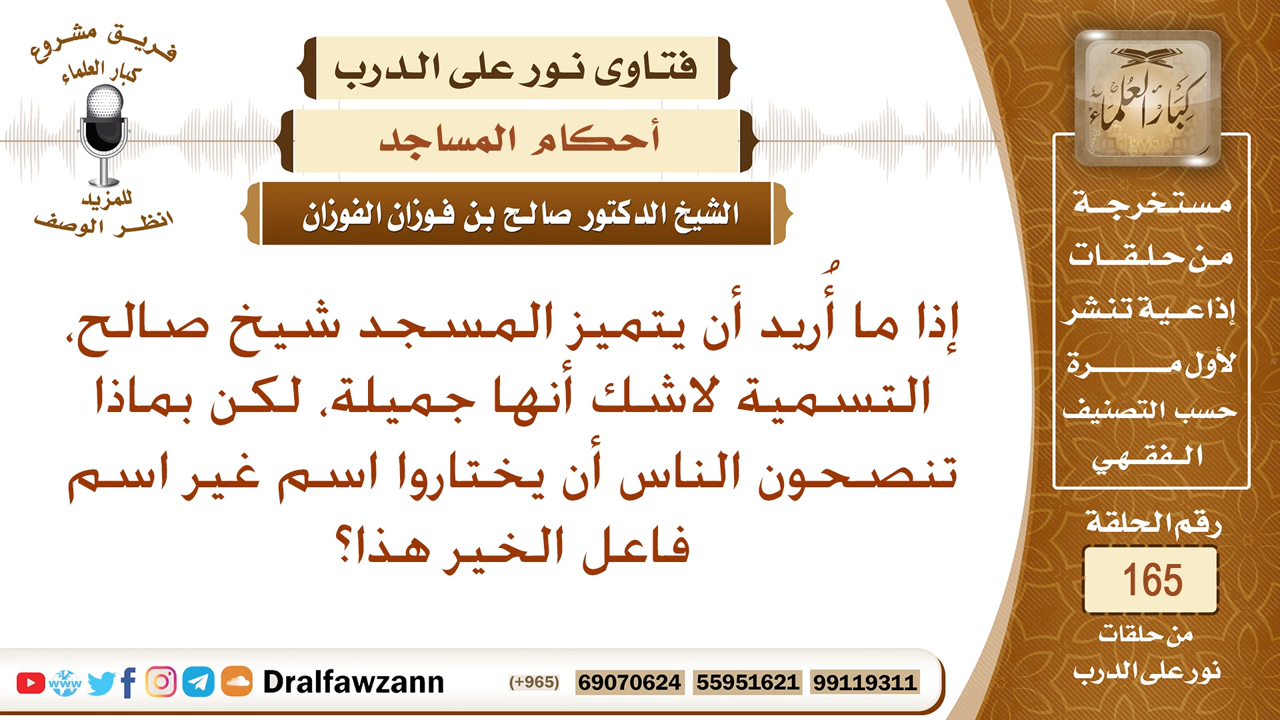 فريق مشروع
كبار العلماء
للمزيد
انظر الوصف
فتاوى نور على الدرب
أحكام المساجد
الشيخ الدكتور صالح بن فوزان الفوزان
إذا ما أُريد أن يتميز المسجد شيخ صالح،
التسمية لاشك أنها جميلة، لكن بماذا
تنصحون الناس أن يختاروا اسم غير اسم
فاعل الخير هذا؟
كبار العلماء
مستخرجة
من حلقات
إذاعية تنشر
لأول مرة
حسب التصنيف
الفقهي
رقم الحلقة
165
من حلقات
نور على الدرب
www
Dralfawzann
(+965) 69070624 55951621 99119311